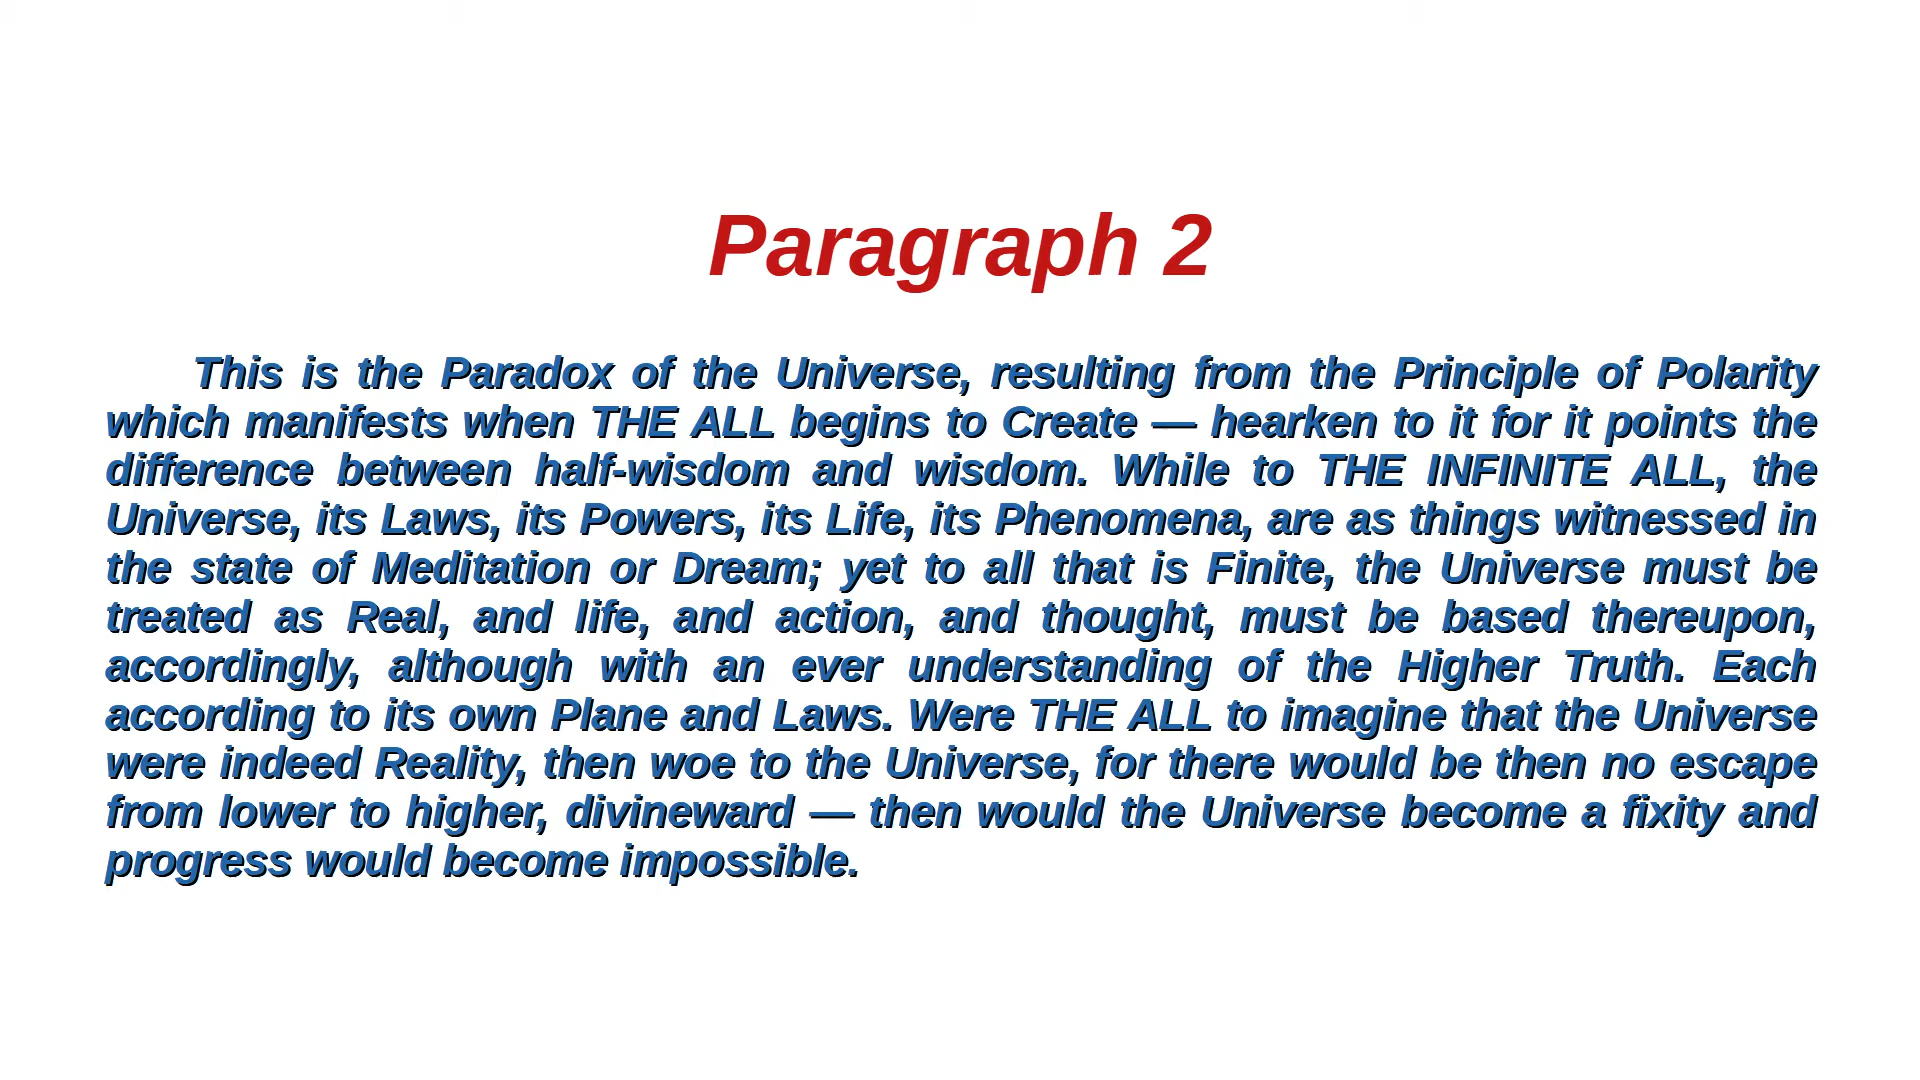 Paragraph 2
This is the Paradox of the Universe, resulting from the Principle of Polarity
which manifests when THE ALL begins to Create — hearken to it for it points the
difference between half-wisdom and wisdom. While to THE INFINITE ALL, the
Universe, its Laws, its Powers, its Life, its Phenomena, are as things witnessed in
the state of Meditation or Dream; yet to all that is Finite, the Universe must be
treated as Real, and life, and action, and thought, must be based thereupon,
accordingly, although with an ever understanding of the Higher Truth. Each
according to its own Plane and Laws. Were THE ALL to imagine that the Universe
were indeed Reality, then woe to the Universe, for there would be then no escape
from lower to higher, divineward — then would the Universe become a fixity and
progress would become impossible.